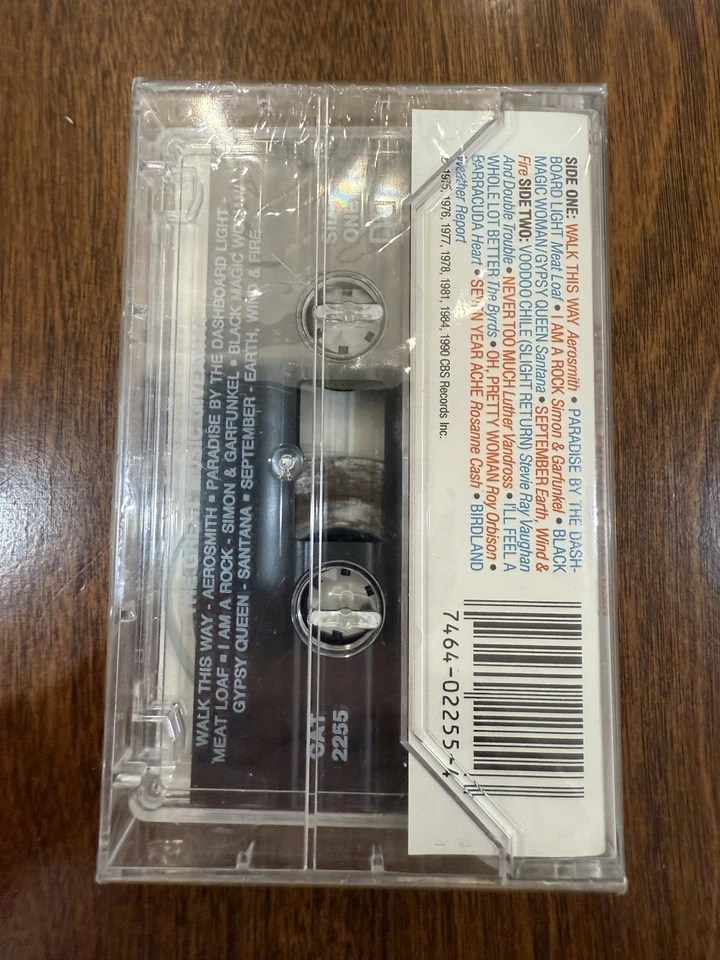 SIDE ONE: WALK THIS WAY Aerosmith • PARADISE BY THE DASH-
BOARD LIGHT Meat Loaf • I AM A ROCK Simon & Garfunkel • BLACK
MAGIC WOMAN/GYPSY QUEEN Santana • SEPTEMBER Earth, Wind &
Fire SIDE TWO: VOODOO CHILE (SLIGHT RETURN) Stevie Ray Vaughan
And Double Trouble • NEVER TOO MUCH Luther Vandross • I'LL FEEL A
WHOLE LOT BETTER The Byrds • OH, PRETTY WOMAN Roy Orbison •
BARRACUDA Heart • SEVEN YEAR ACHE Rosanne Cash • BIRDLAND
Weather Report
1975, 1976, 1977, 1978, 1981, 1984, 1990 CBS Records Inc.
7464-02255-4
WALK THIS WAY - AEROSMITH ▪ PARADISE BY THE DASHBOARD LIGHT
MEAT LOAF ▪ I AM A ROCK - SIMON & GARFUNKEL ▪ BLACK MAGIC WOMAN/
GYPSY QUEEN - SANTANA ▪ SEPTEMBER - EARTH, WIND & FIRE
SIDE
ONE
CAT
2255